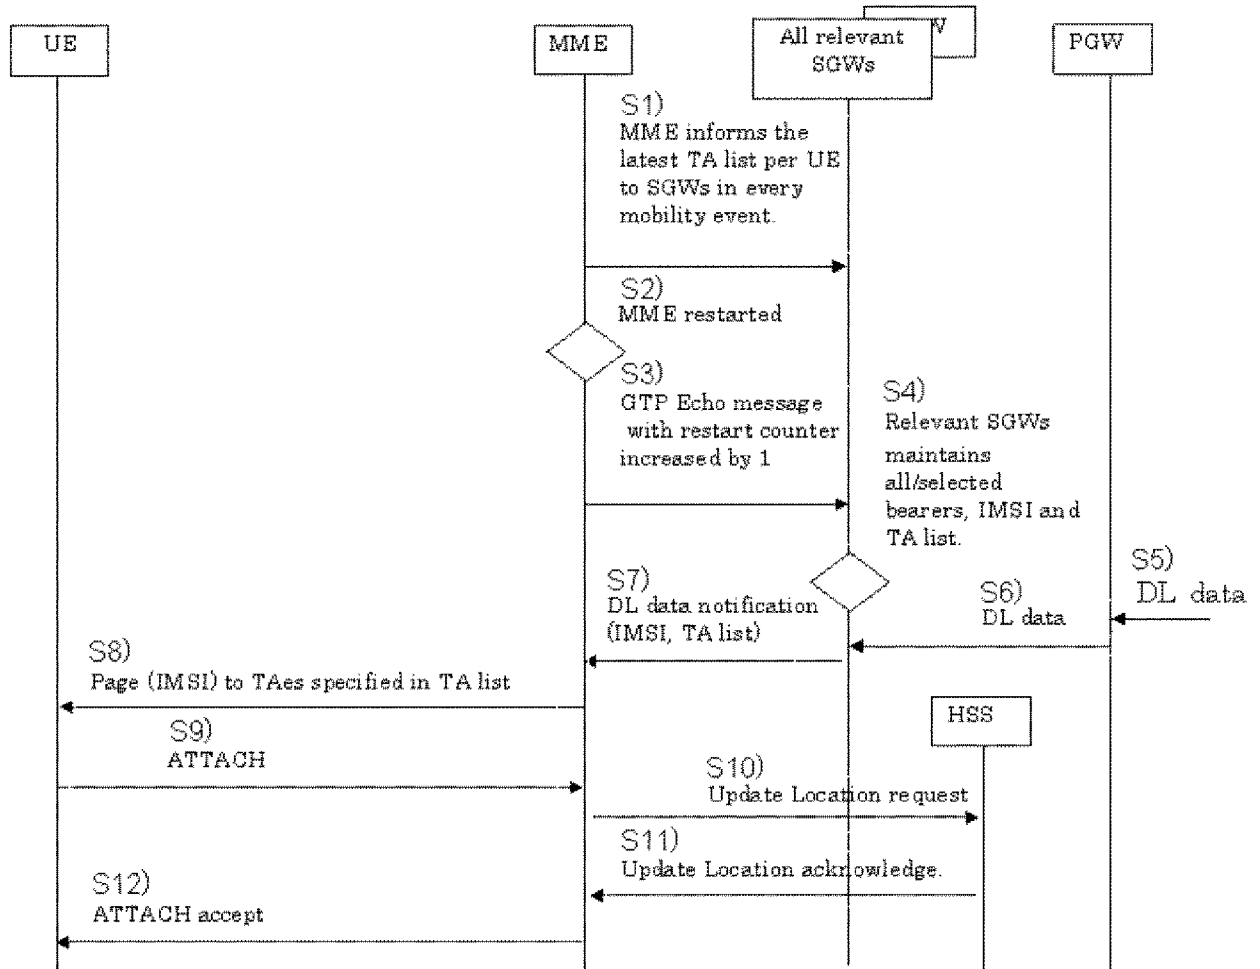 UE
MME
All relevant
SGWs
PGW
S1)
MME informs the
latest TA list per UE
to SGWs in every
mobility event.
S2)
MME restarted
S3)
GTP Echo message
with restart counter
increased by 1
S4)
Relevant SGWs
maintains
all/selected
bearers, IMSI and
TA list.
S5)
DL data
S6)
DL data
S7)
DL data notification
(IMSI, TA list)
S8)
Page (IMSI) to TAes specified in TA list
S9)
ATTACH
HSS
S10)
Update Location request
S11)
Update Location acknowledge.
S12)
ATTACH accept